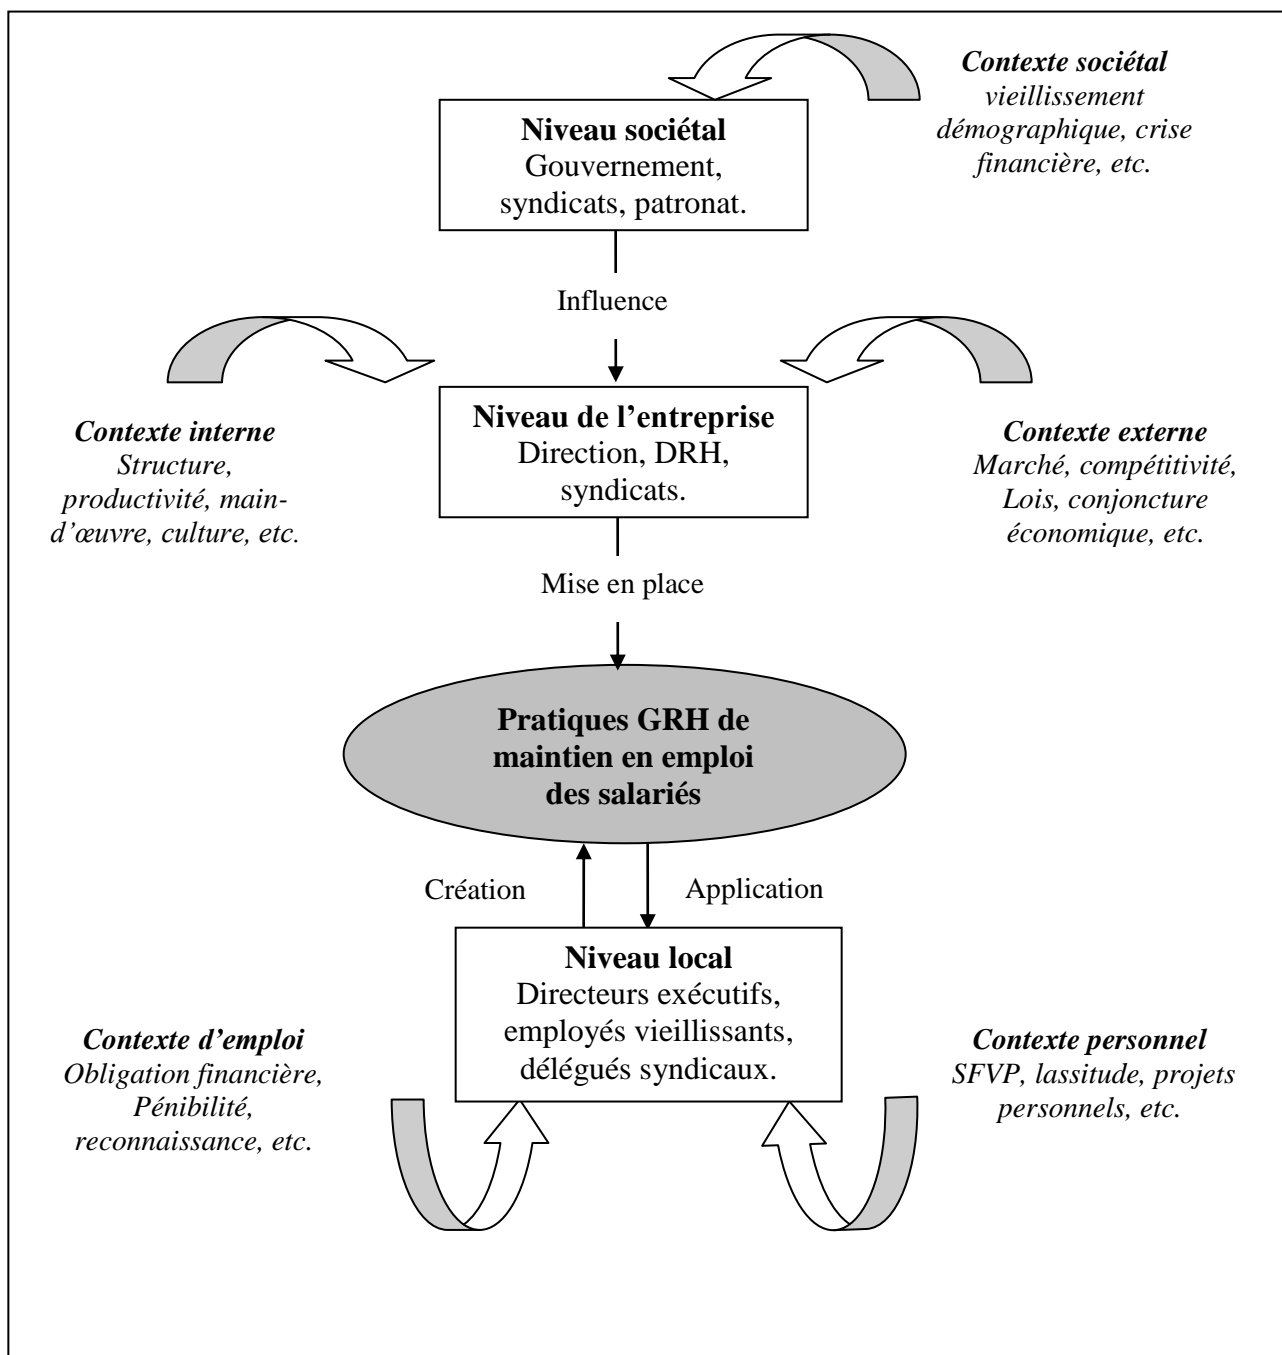 Contexte sociétal
vieillissement
démographique, crise
financière, etc.
Niveau sociétal
Gouvernement,
syndicats, patronat.
Influence
Contexte interne
Structure,
productivité, main-
d’œuvre, culture, etc.
Niveau de l’entreprise
Direction, DRH,
syndicats.
Contexte externe
Marché, compétitivité,
Lois, conjoncture
économique, etc.
Mise en place
Pratiques GRH de
maintien en emploi
des salariés
Création
Application
Niveau local
Directeurs exécutifs,
employés vieillissants,
délégués syndicaux.
Contexte d’emploi
Obligation financière,
Pénibilité,
reconnaissance, etc.
Contexte personnel
SFVP, lassitude, projets
personnels, etc.